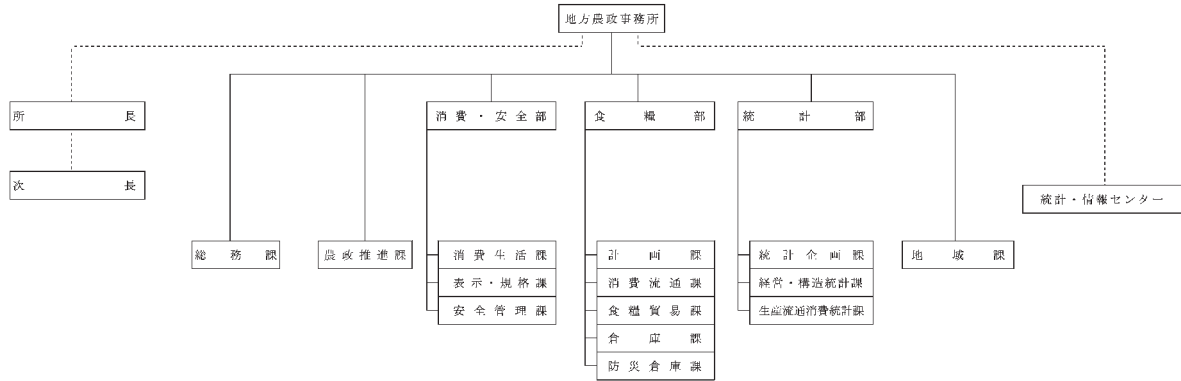 地方農政事務所
所長
消費・安全部
食糧部
統計部
次長
統計・情報センター
総務課
農政推進課
消費生活課
計画課
統計企画課
地域課
表示・規格課
消費流通課
経営・構造統計課
安全管理課
食糧貿易課
生産流通消費統計課
倉庫課
防災倉庫課